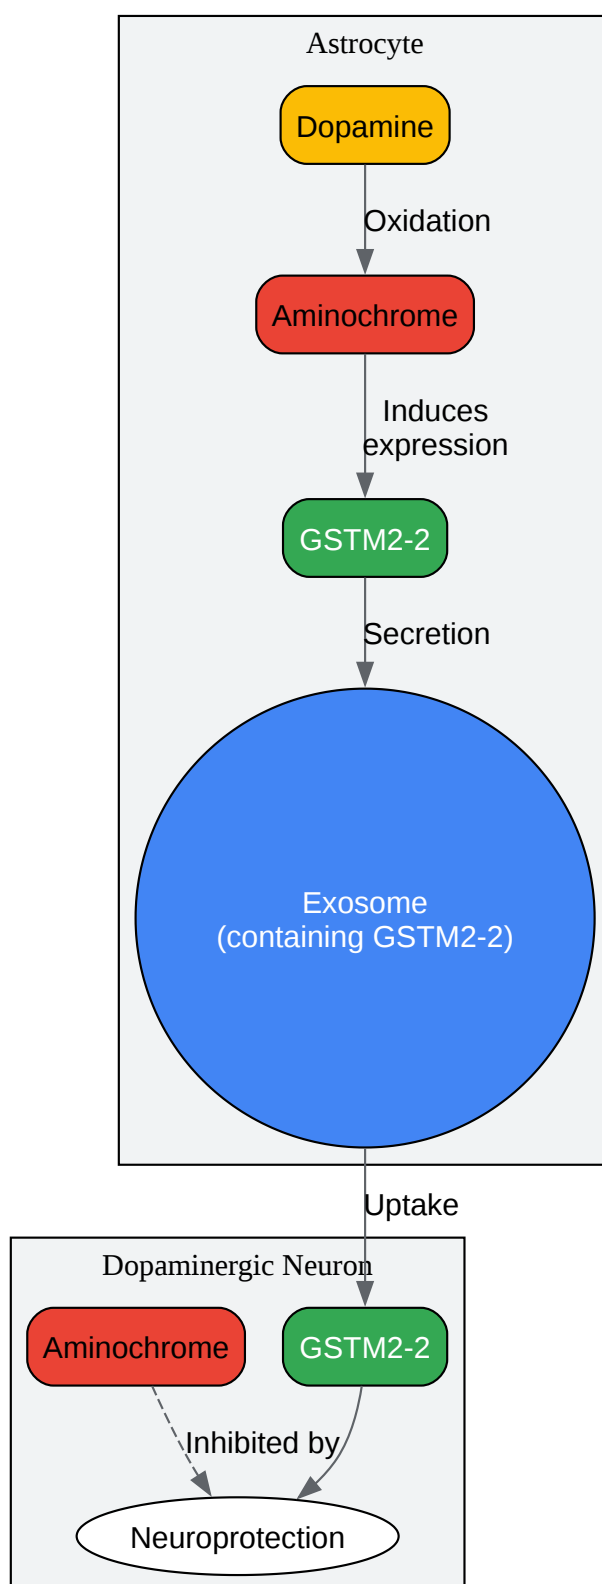 Astrocyte
Dopamine
Oxidation
Aminochrome
Induces
expression
GSTM2-2
Secretion
Exosome
(containing GSTM2-2)
Uptake
Dopaminergic Neuron
Aminochrome
GSTM2-2
Inhibited by
Neuroprotection